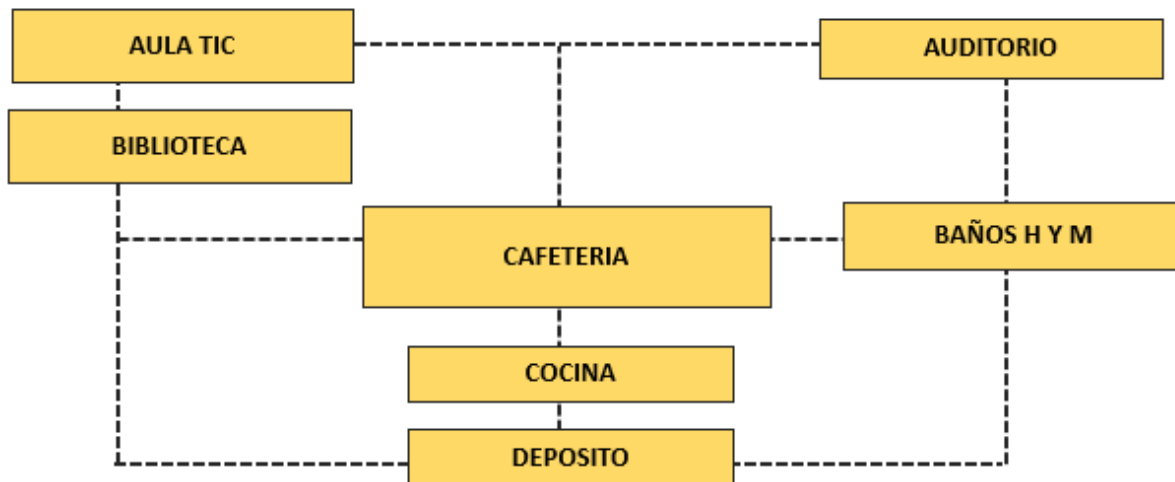 AULA TIC
AUDITORIO
BIBLIOTECA
BAÑOS H Y M
CAFETERIA
COCINA
DEPOSITO